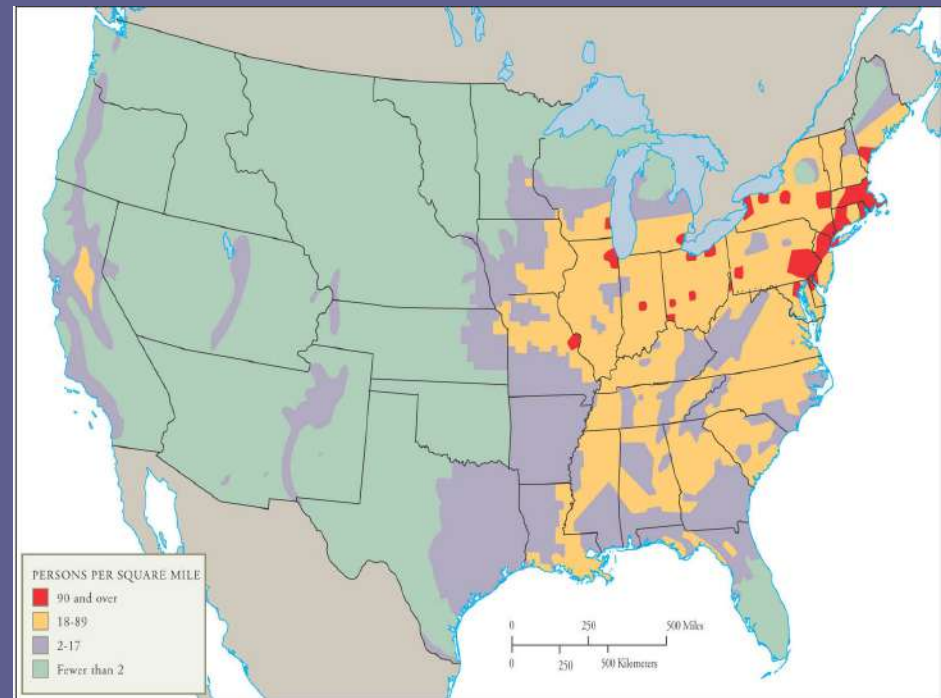 PERSONS PER SQUARE MILE
90 and over
18-89
2-17
Fewer than 2
0 250 500 Miles
0 250 500 Kilometers